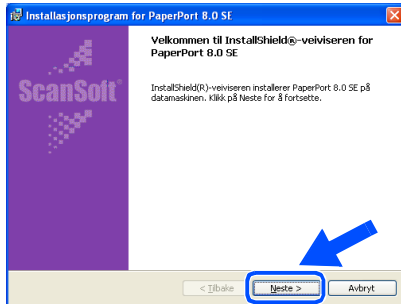 Installasjonsprogram for PaperPort 8.0 SE
Velkommen til InstallShield®-veiviseren for
PaperPort 8.0 SE
ScanSoft®
InstallShield(R)-veiviseren installerer PaperPort 8.0 SE på
datamaskinen. Klikk på Neste for å fortsette.
< Tilbake
Neste >
Avbryt